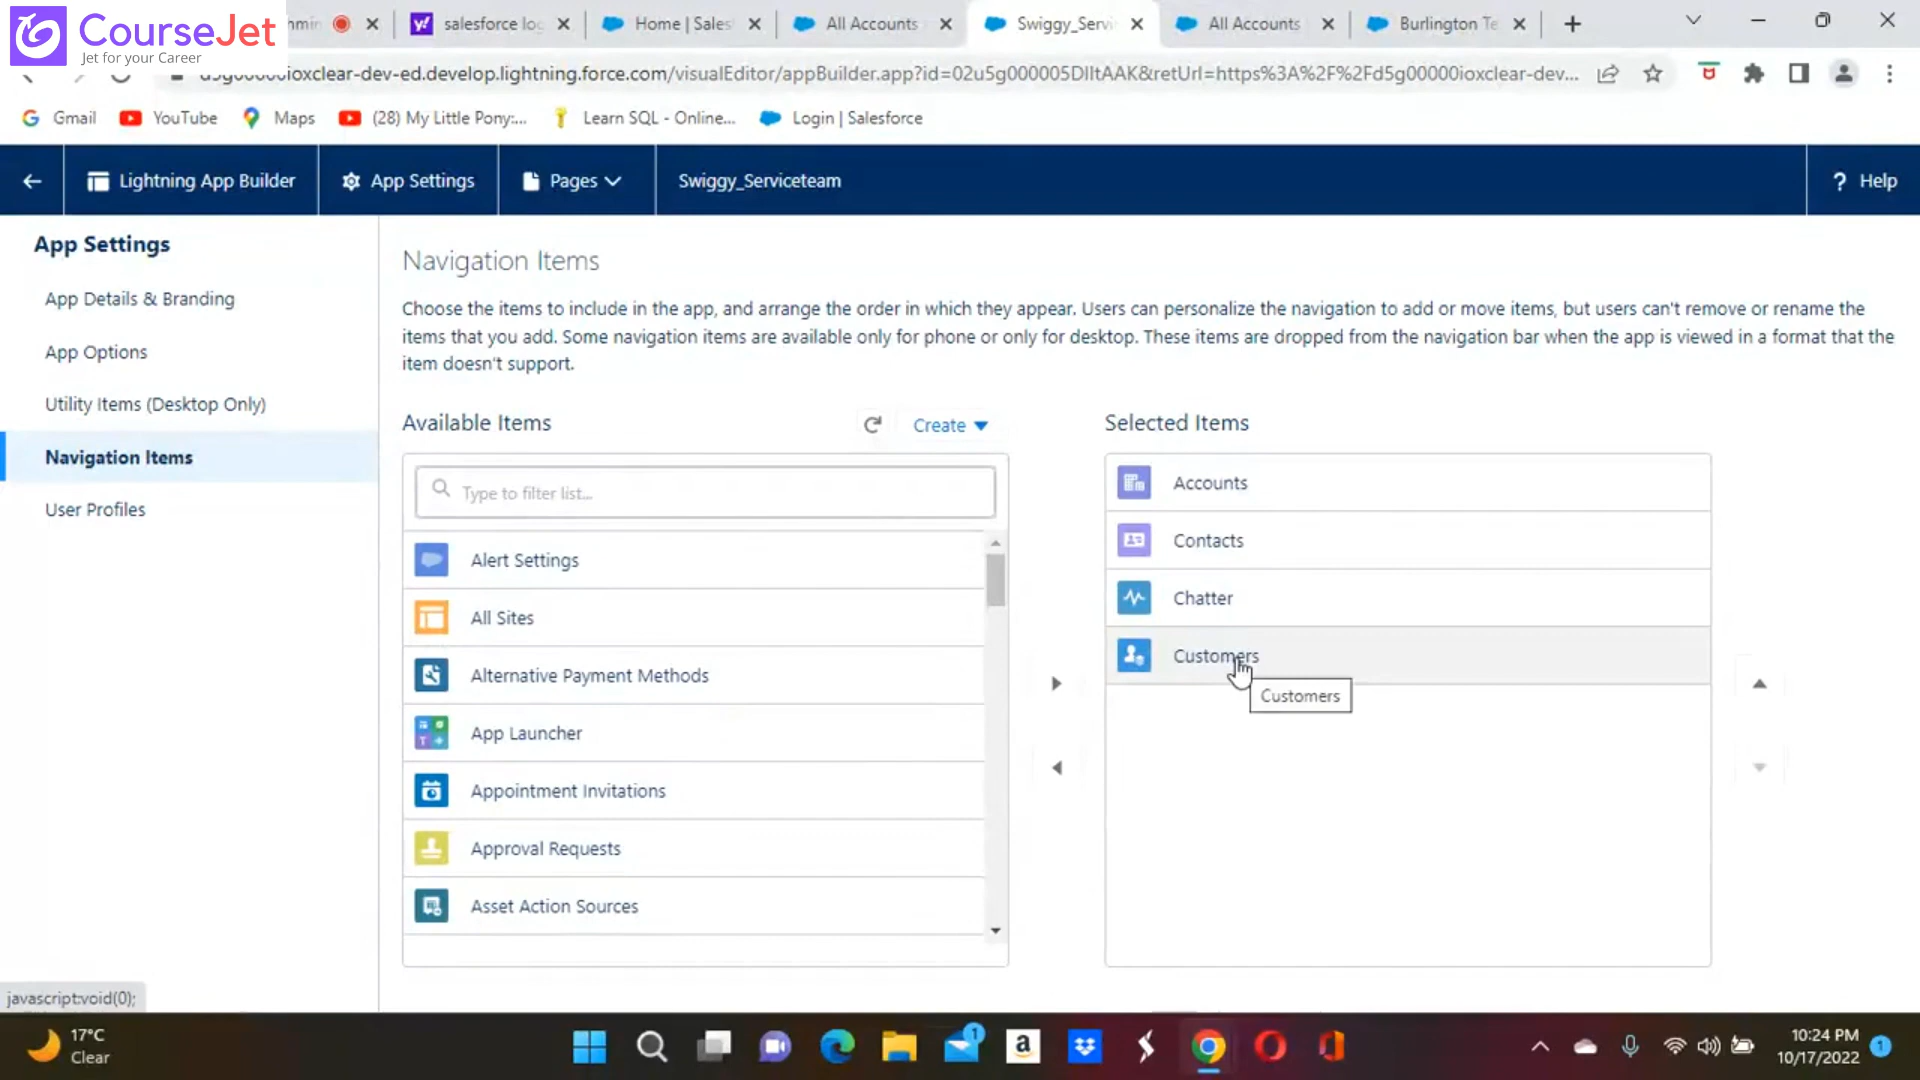 CourseJet
Jet for your Career
salesforce log
Home | Sales
All Accounts
Swiggy_Servi
All Accounts
Burlington Te
ioxclear-dev-ed.develop.lightning.force.com/visualEditor/appBuilder.app?id=02u5g000005DlItAAK&retUrl=https%3A%2F%2Fd5g00000ioxclear-dev...
Gmail
YouTube
Maps
(28) My Little Pony:...
Learn SQL - Online...
Login | Salesforce
Lightning App Builder
App Settings
Pages
Swiggy_Serviceteam
? Help
App Settings
App Details & Branding
App Options
Utility Items (Desktop Only)
Navigation Items
User Profiles
Navigation Items
Choose the items to include in the app, and arrange the order in which they appear. Users can personalize the navigation to add or move items, but users can't remove or rename the
items that you add. Some navigation items are available only for phone or only for desktop. These items are dropped from the navigation bar when the app is viewed in a format that the
item doesn't support.
Available Items
Create
Type to filter list...
Alert Settings
All Sites
Alternative Payment Methods
App Launcher
Appointment Invitations
Approval Requests
Asset Action Sources
Selected Items
Accounts
Contacts
Chatter
Customers
Customers
javascript:void(0);
17°C
Clear
1
10:24 PM
10/17/2022
1